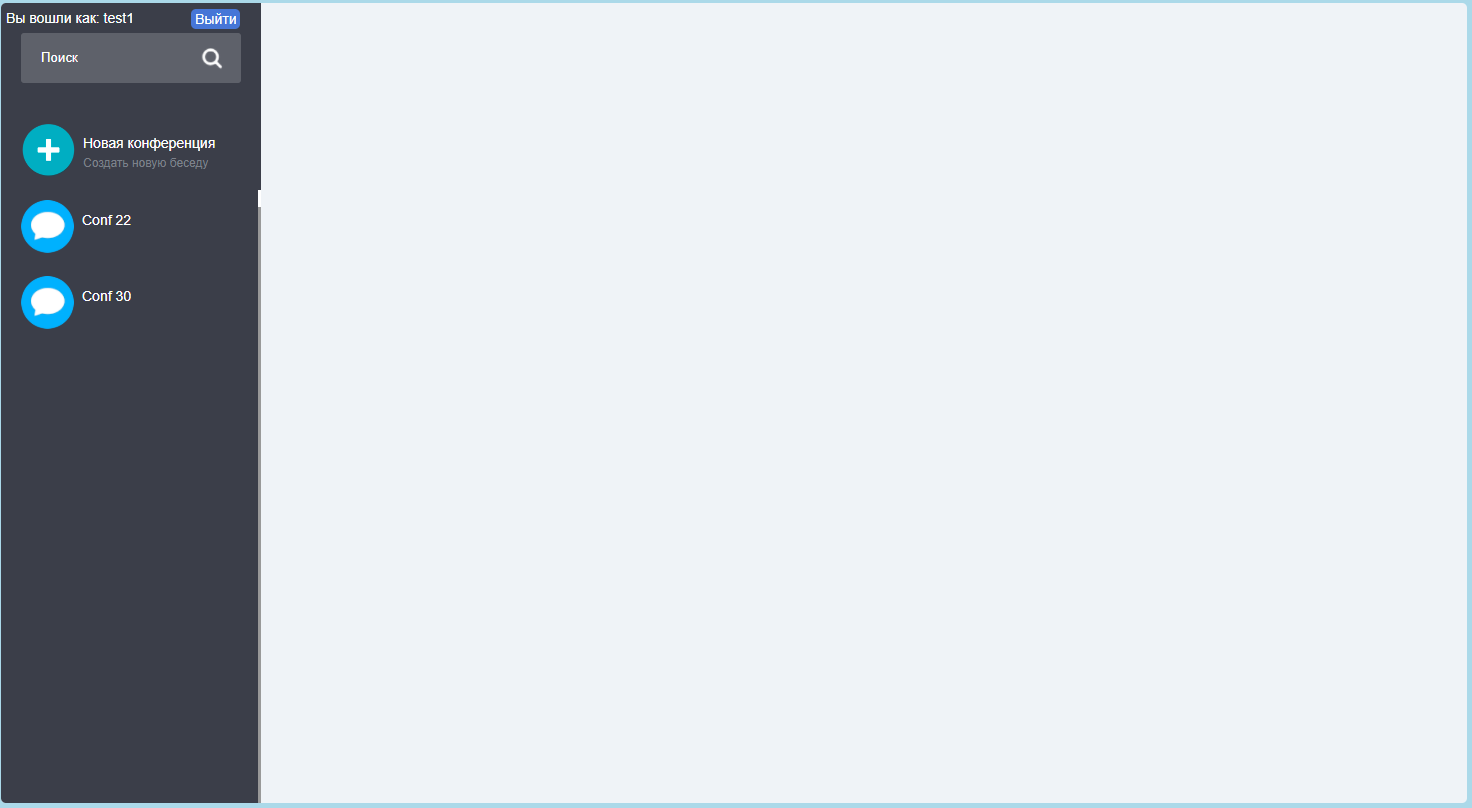 Вы вошли как: test1 Выйти
Поиск
Новая конференция
Создать новую беседу
Conf 22
Conf 30